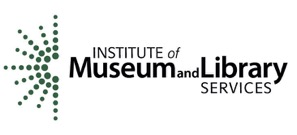 INSTITUTE of
Museum and Library
SERVICES